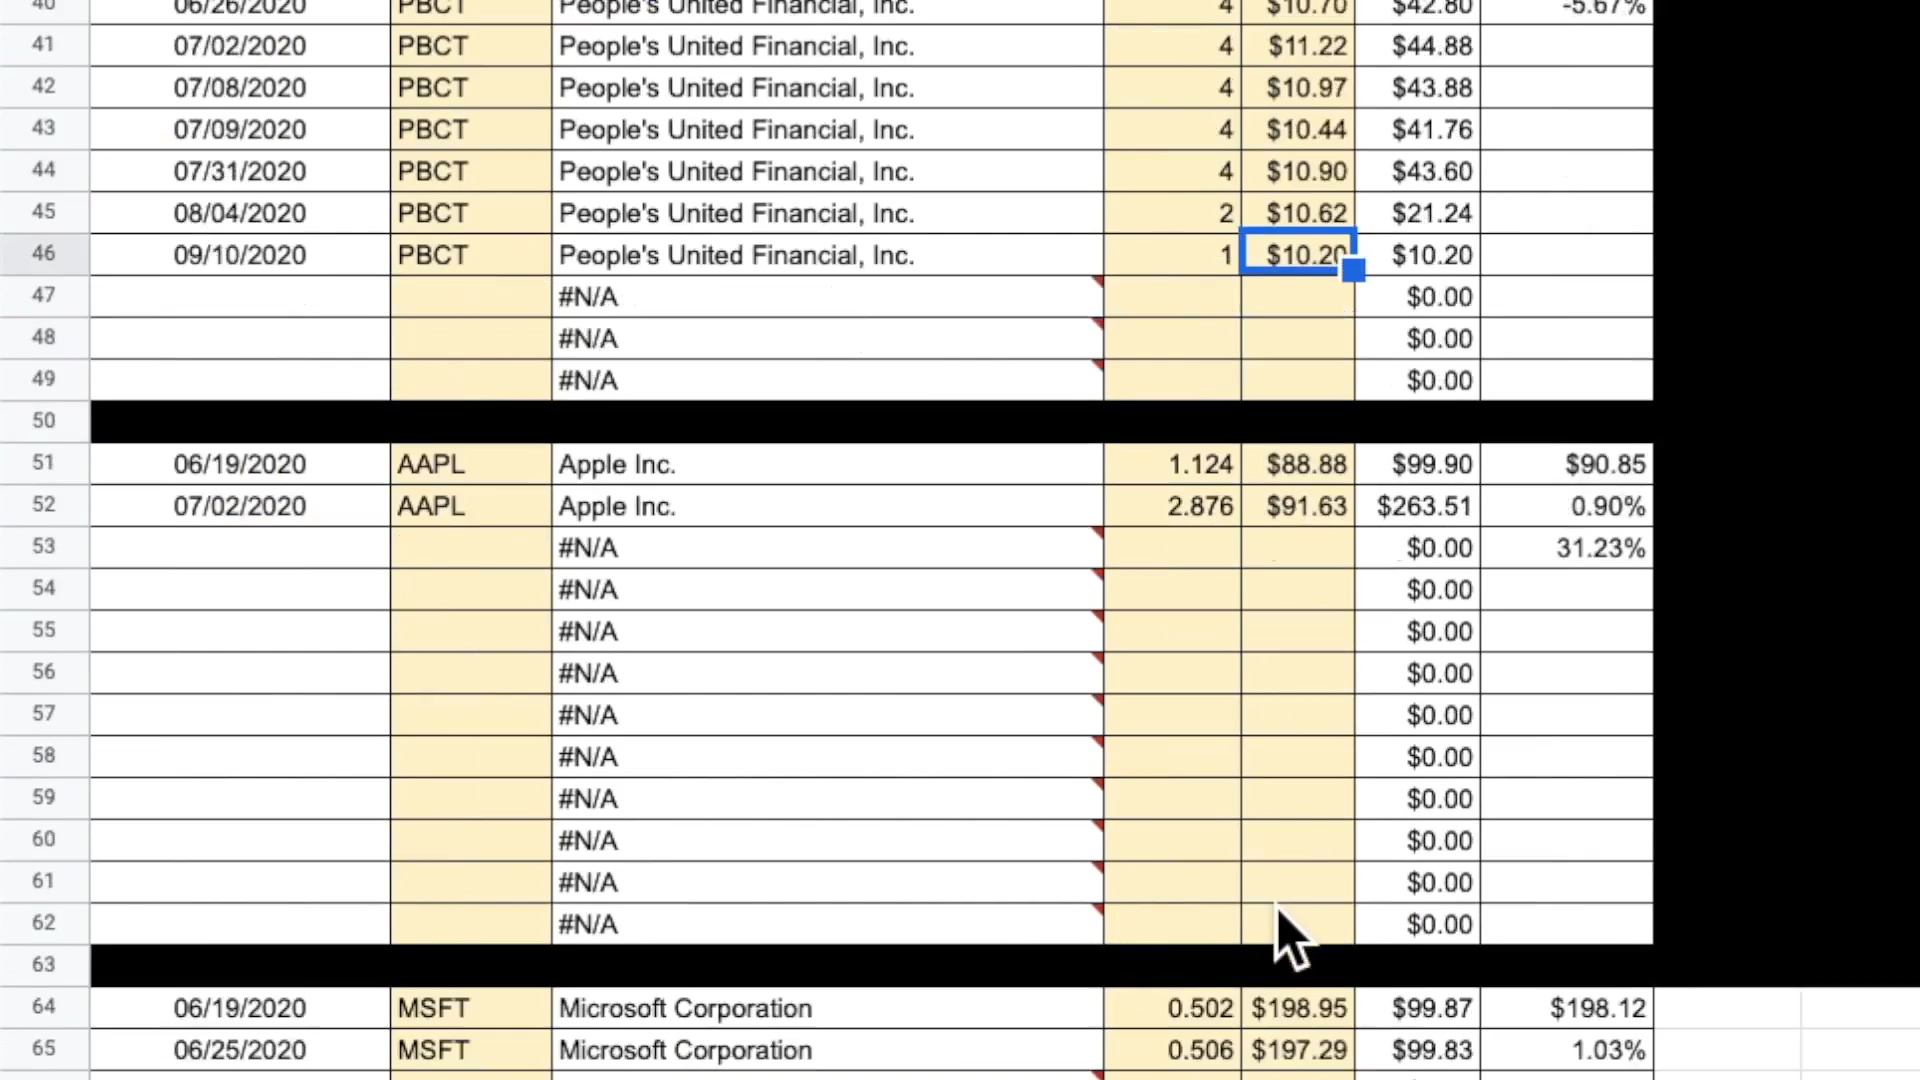 40 06/26/2020 PBCT People's United Financial, Inc. 4 $10.70 $42.80 -5.67%
41 07/02/2020 PBCT People's United Financial, Inc. 4 $11.22 $44.88
42 07/08/2020 PBCT People's United Financial, Inc. 4 $10.97 $43.88
43 07/09/2020 PBCT People's United Financial, Inc. 4 $10.44 $41.76
44 07/31/2020 PBCT People's United Financial, Inc. 4 $10.90 $43.60
45 08/04/2020 PBCT People's United Financial, Inc. 2 $10.62 $21.24
46 09/10/2020 PBCT People's United Financial, Inc. 1 $10.20 $10.20
47 #N/A $0.00
48 #N/A $0.00
49 #N/A $0.00
50
51 06/19/2020 AAPL Apple Inc. 1.124 $88.88 $99.90 $90.85
52 07/02/2020 AAPL Apple Inc. 2.876 $91.63 $263.51 0.90%
53 #N/A $0.00 31.23%
54 #N/A $0.00
55 #N/A $0.00
56 #N/A $0.00
57 #N/A $0.00
58 #N/A $0.00
59 #N/A $0.00
60 #N/A $0.00
61 #N/A $0.00
62 #N/A $0.00
63
64 06/19/2020 MSFT Microsoft Corporation 0.502 $198.95 $99.87 $198.12
65 06/25/2020 MSFT Microsoft Corporation 0.506 $197.29 $99.83 1.03%